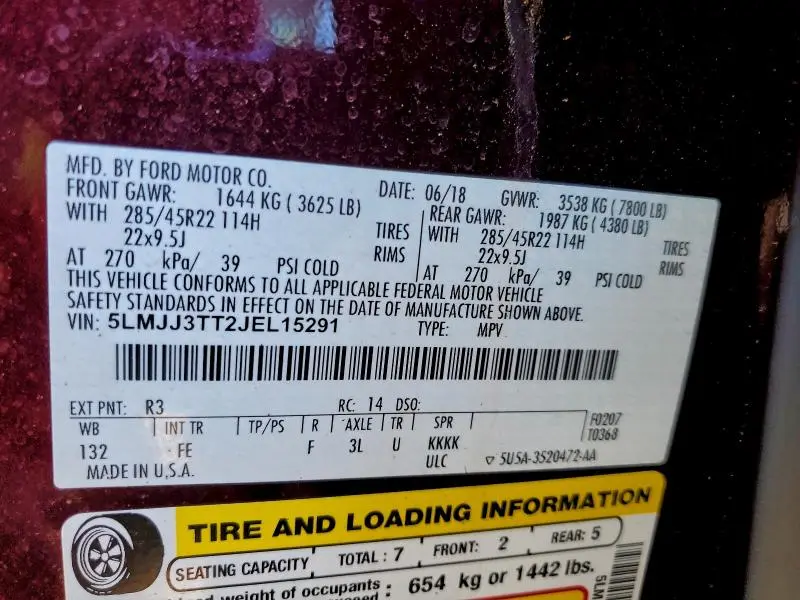 MFD. BY FORD MOTOR CO. DATE: 06/18 GVWR: 3538 KG ( 7800 LB)
FRONT GAWR: 1644 KG ( 3625 LB) REAR GAWR: 1987 KG ( 4380 LB)
WITH 285/45R22 114H TIRES WITH 285/45R22 114H TIRES
22x9.5J RIMS 22x9.5J RIMS
AT 270 kPa/ 39 PSI COLD AT 270 kPa/ 39 PSI COLD
THIS VEHICLE CONFORMS TO ALL APPLICABLE FEDERAL MOTOR VEHICLE
SAFETY STANDARDS IN EFFECT ON THE DATE OF MANUFACTURE SHOWN ABOVE.
VIN: 5LMJJ3TT2JEL15291 TYPE: MPV
EXT PNT: R3 RC: 14 DSO: F0207
WB INT TR TP/PS R AXLE TR SPR T0368
132 FE F 3L U KKKK
MADE IN U.S.A. ULC ▽ 5U5A-3520472-AA
TIRE AND LOADING INFORMATION
SEATING CAPACITY TOTAL : 7 FRONT: 2 REAR: 5
weight of occupants : 654 kg or 1442 lbs.